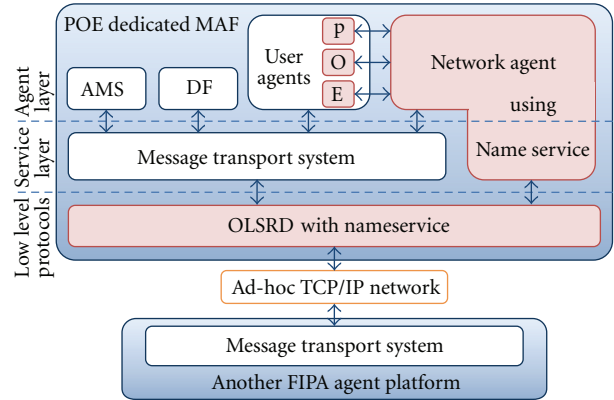 POE dedicated MAF
Agent
layer
Service
layer
Low level
protocols
AMS
DF
User
agents
P
O
E
Network agent
using
Name service
Message transport system
OLSRD with nameservice
Ad-hoc TCP/IP network
Message transport system
Another FIPA agent platform